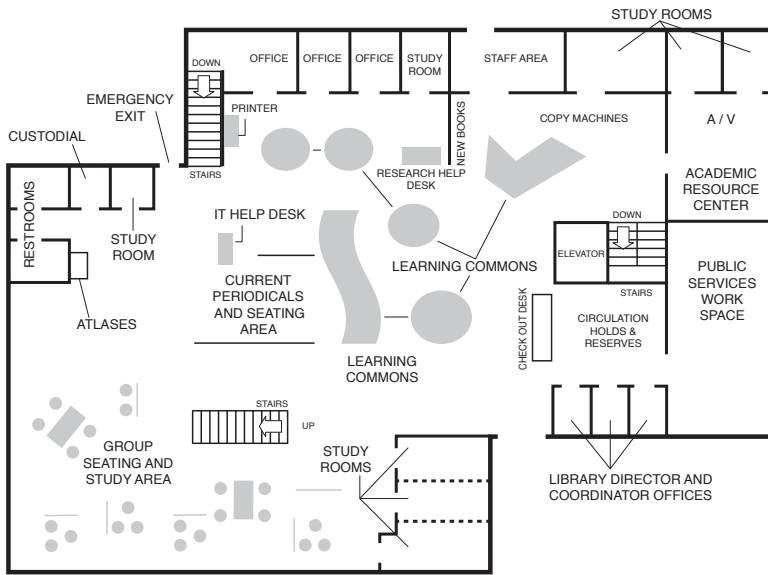 STUDY ROOMS
DOWN
OFFICE
OFFICE
OFFICE
STUDY
ROOM
STAFF AREA
EMERGENCY
EXIT
PRINTER
NEW BOOKS
COPY MACHINES
A / V
CUSTODIAL
STAIRS
RESEARCH HELP
DESK
ACADEMIC
RESOURCE
CENTER
RESTROOMS
STUDY
ROOM
IT HELP DESK
DOWN
ELEVATOR
STAIRS
LEARNING COMMONS
CURRENT
PERIODICALS
AND SEATING
AREA
PUBLIC
SERVICES
WORK
SPACE
ATLASES
CHECK OUT DESK
CIRCULATION
HOLDS &
RESERVES
LEARNING
COMMONS
STAIRS
UP
GROUP
SEATING AND
STUDY AREA
STUDY
ROOMS
LIBRARY DIRECTOR AND
COORDINATOR OFFICES